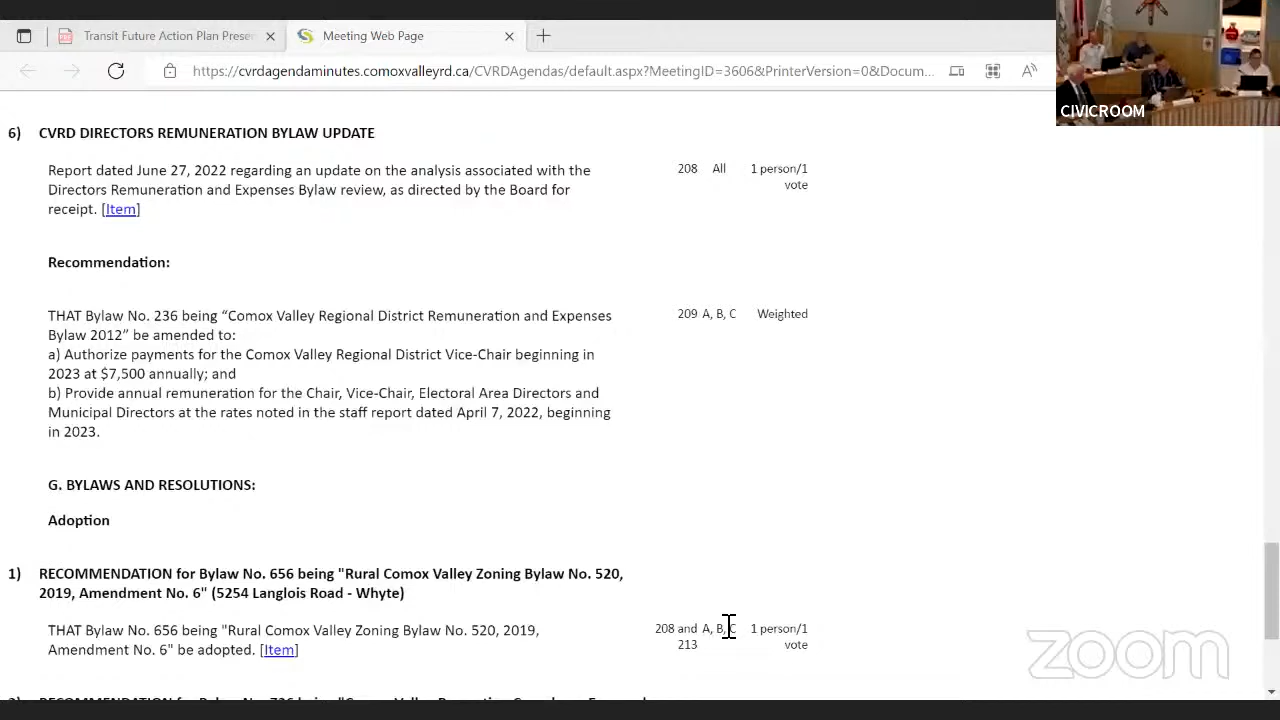 Transit Future Action Plan Preser
Meeting Web Page
https://cvrdagendaminutes.comoxvalleyrd.ca/CVRDAgendas/default.aspx?MeetingID=3606&PrinterVersion=0&Docum...
CIVICROOM
6) CVRD DIRECTORS REMUNERATION BYLAW UPDATE
Report dated June 27, 2022 regarding an update on the analysis associated with the 208 All 1 person/1
Directors Remuneration and Expenses Bylaw review, as directed by the Board for vote
receipt. [Item]
Recommendation:
THAT Bylaw No. 236 being “Comox Valley Regional District Remuneration and Expenses 209 A, B, C Weighted
Bylaw 2012” be amended to:
a) Authorize payments for the Comox Valley Regional District Vice-Chair beginning in
2023 at $7,500 annually; and
b) Provide annual remuneration for the Chair, Vice-Chair, Electoral Area Directors and
Municipal Directors at the rates noted in the staff report dated April 7, 2022, beginning
in 2023.
G. BYLAWS AND RESOLUTIONS:
Adoption
1) RECOMMENDATION for Bylaw No. 656 being "Rural Comox Valley Zoning Bylaw No. 520,
2019, Amendment No. 6" (5254 Langlois Road - Whyte)
THAT Bylaw No. 656 being "Rural Comox Valley Zoning Bylaw No. 520, 2019, 208 and A, B, C 1 person/1
Amendment No. 6" be adopted. [Item] 213 vote
zoom